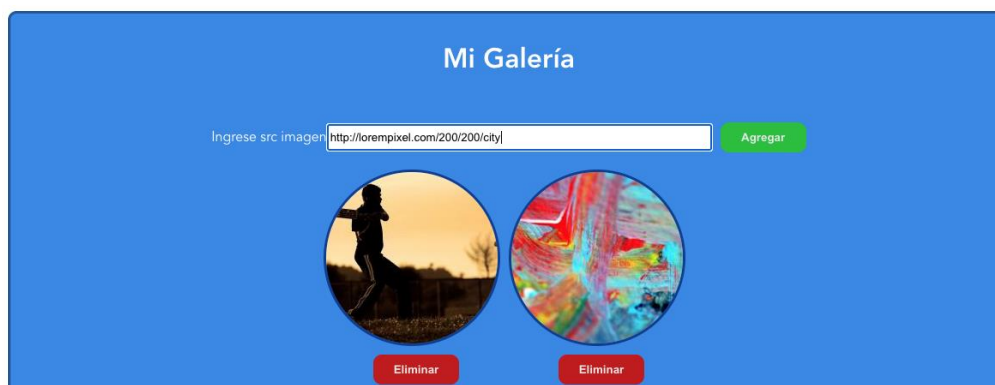 Mi Galería
Ingrese src imagen http://lorempixel.com/200/200/city Agregar
Eliminar Eliminar